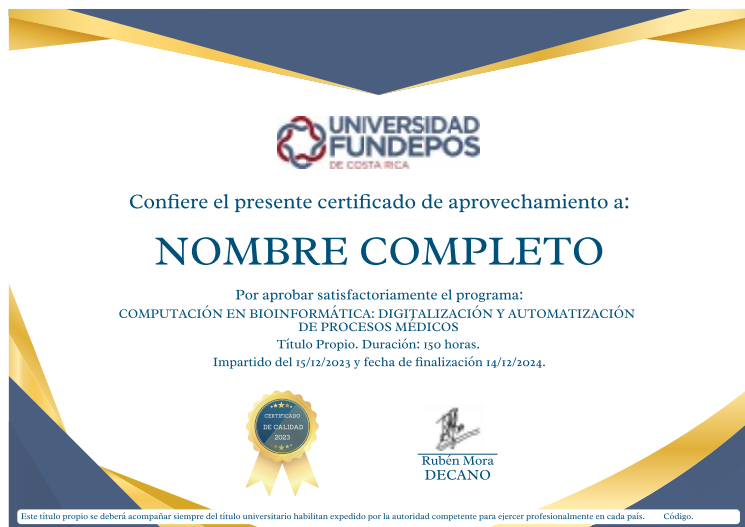 UNIVERSIDAD
FUNDEPOS
DE COSTA RICA
Confiere el presente certificado de aprovechamiento a:
NOMBRE COMPLETO
Por aprobar satisfactoriamente el programa:
COMPUTACIÓN EN BIOINFORMÁTICA: DIGITALIZACIÓN Y AUTOMATIZACIÓN
DE PROCESOS MÉDICOS
Título Propio. Duración: 150 horas.
Impartido del 15/12/2023 y fecha de finalización 14/12/2024.
CERTIFICADO
DE CALIDAD
2023
Rubén Mora
DECANO
Este título propio se deberá acompañar siempre del título universitario habilitan expedido por la autoridad competente para ejercer profesionalmente en cada país. Código.